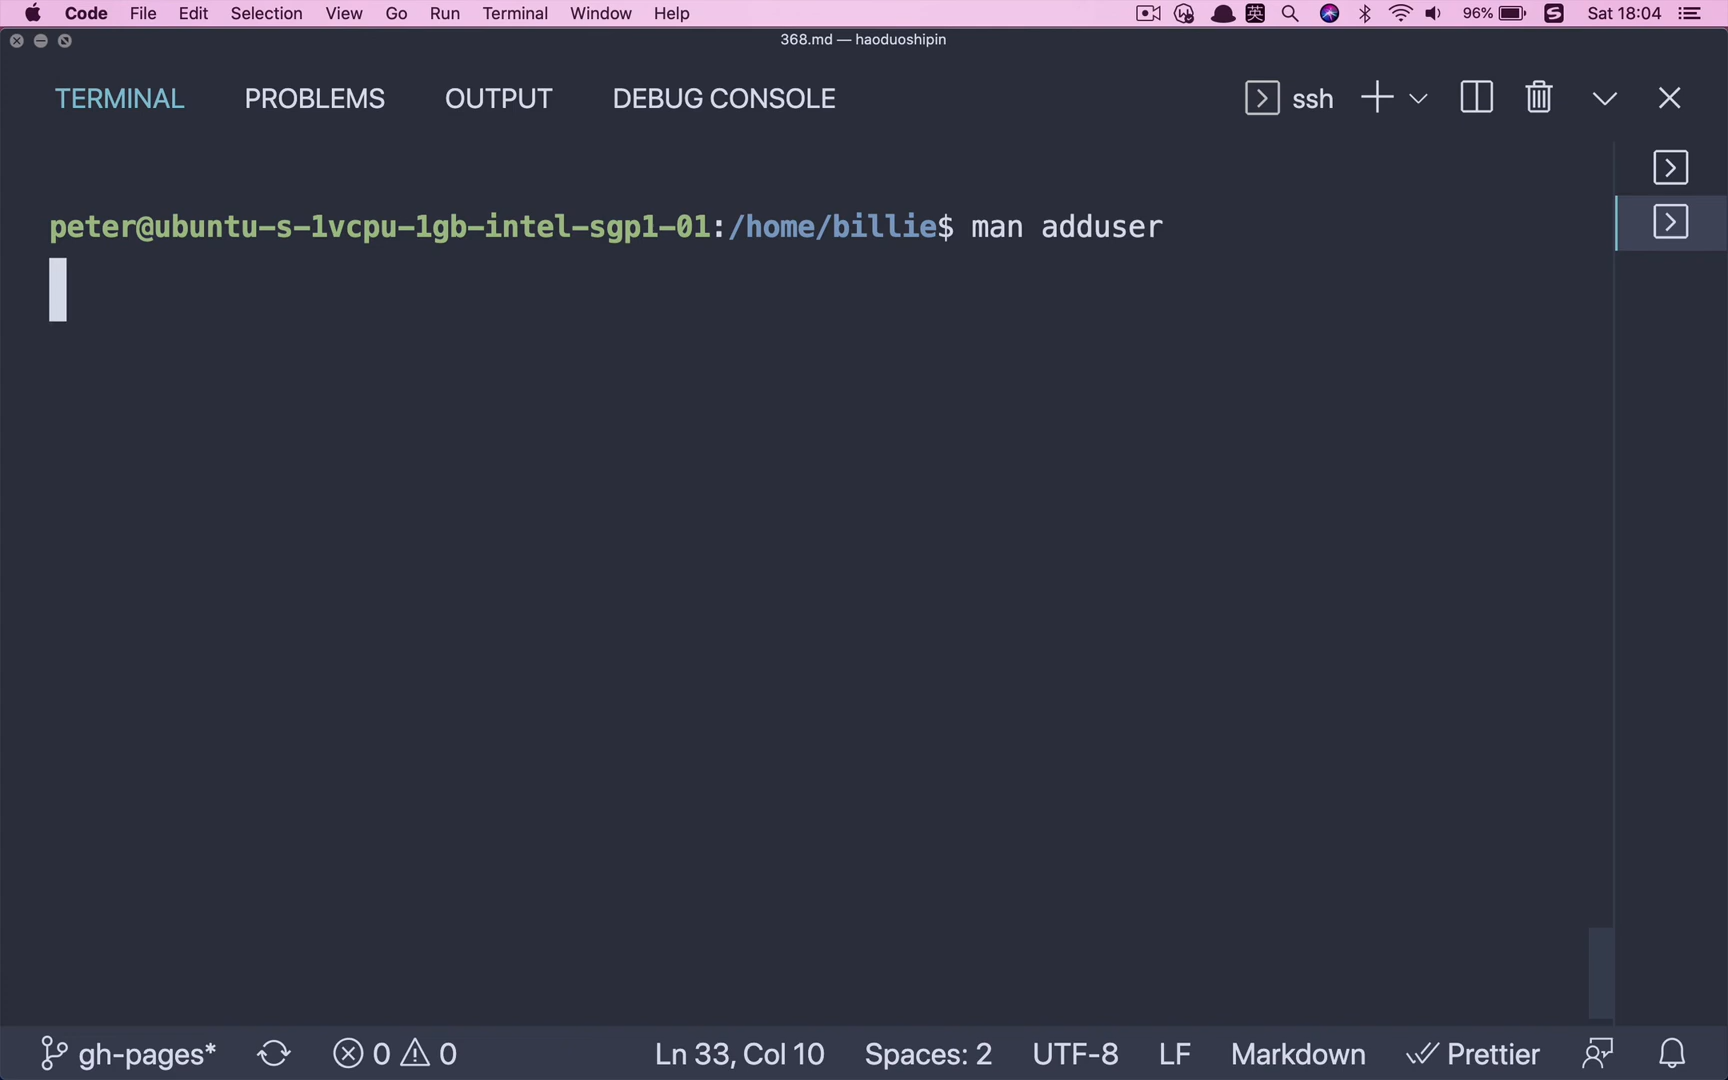 Code File Edit Selection View Go Run Terminal Window Help 英 96% Sat 18:04
368.md — haoduoshipin
TERMINAL PROBLEMS OUTPUT DEBUG CONSOLE ssh
peter@ubuntu-s-1vcpu-1gb-intel-sgp1-01:/home/billie$ man adduser
gh-pages* 0 0 Ln 33, Col 10 Spaces: 2 UTF-8 LF Markdown Prettier